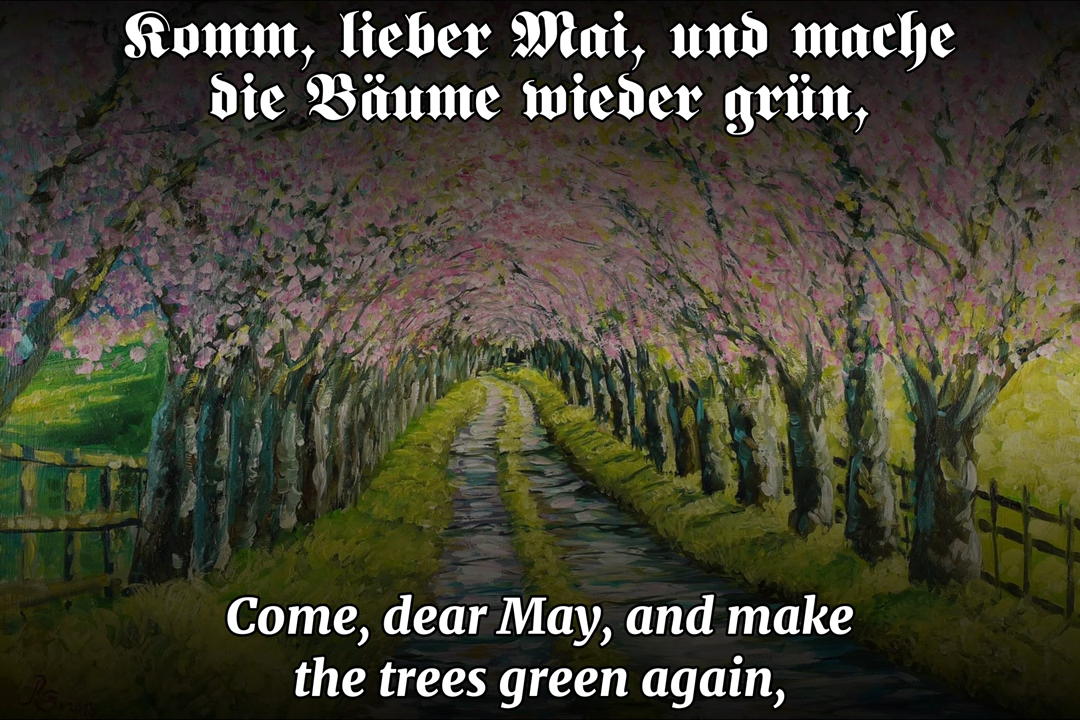 Komm, lieber Mai, und mache
die Bäume wieder grün,
Come, dear May, and make
the trees green again,